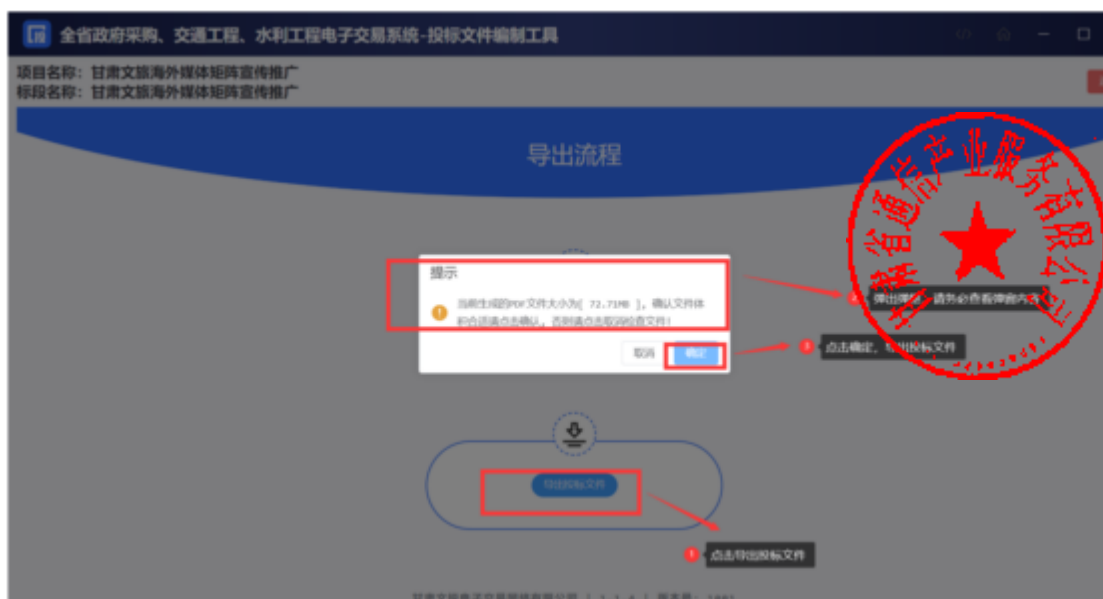 投 全省政府采购、交通工程、水利工程电子交易系统-投标文件编制工具
项目名称：甘肃文旅海外媒体矩阵宣传推广
标段名称：甘肃文旅海外媒体矩阵宣传推广
导出流程
甘肃省通信产业服务有限公司
提示
当前生成的PDF文件大小为[ 72.71MB ]，确认文件体
积合适请点击确认，否则请点击取消检查文件！
弹出弹窗，请务必查看弹窗内容
取消 确定
3 点击确定，导出投标文件
导出投标文件
1 点击导出投标文件